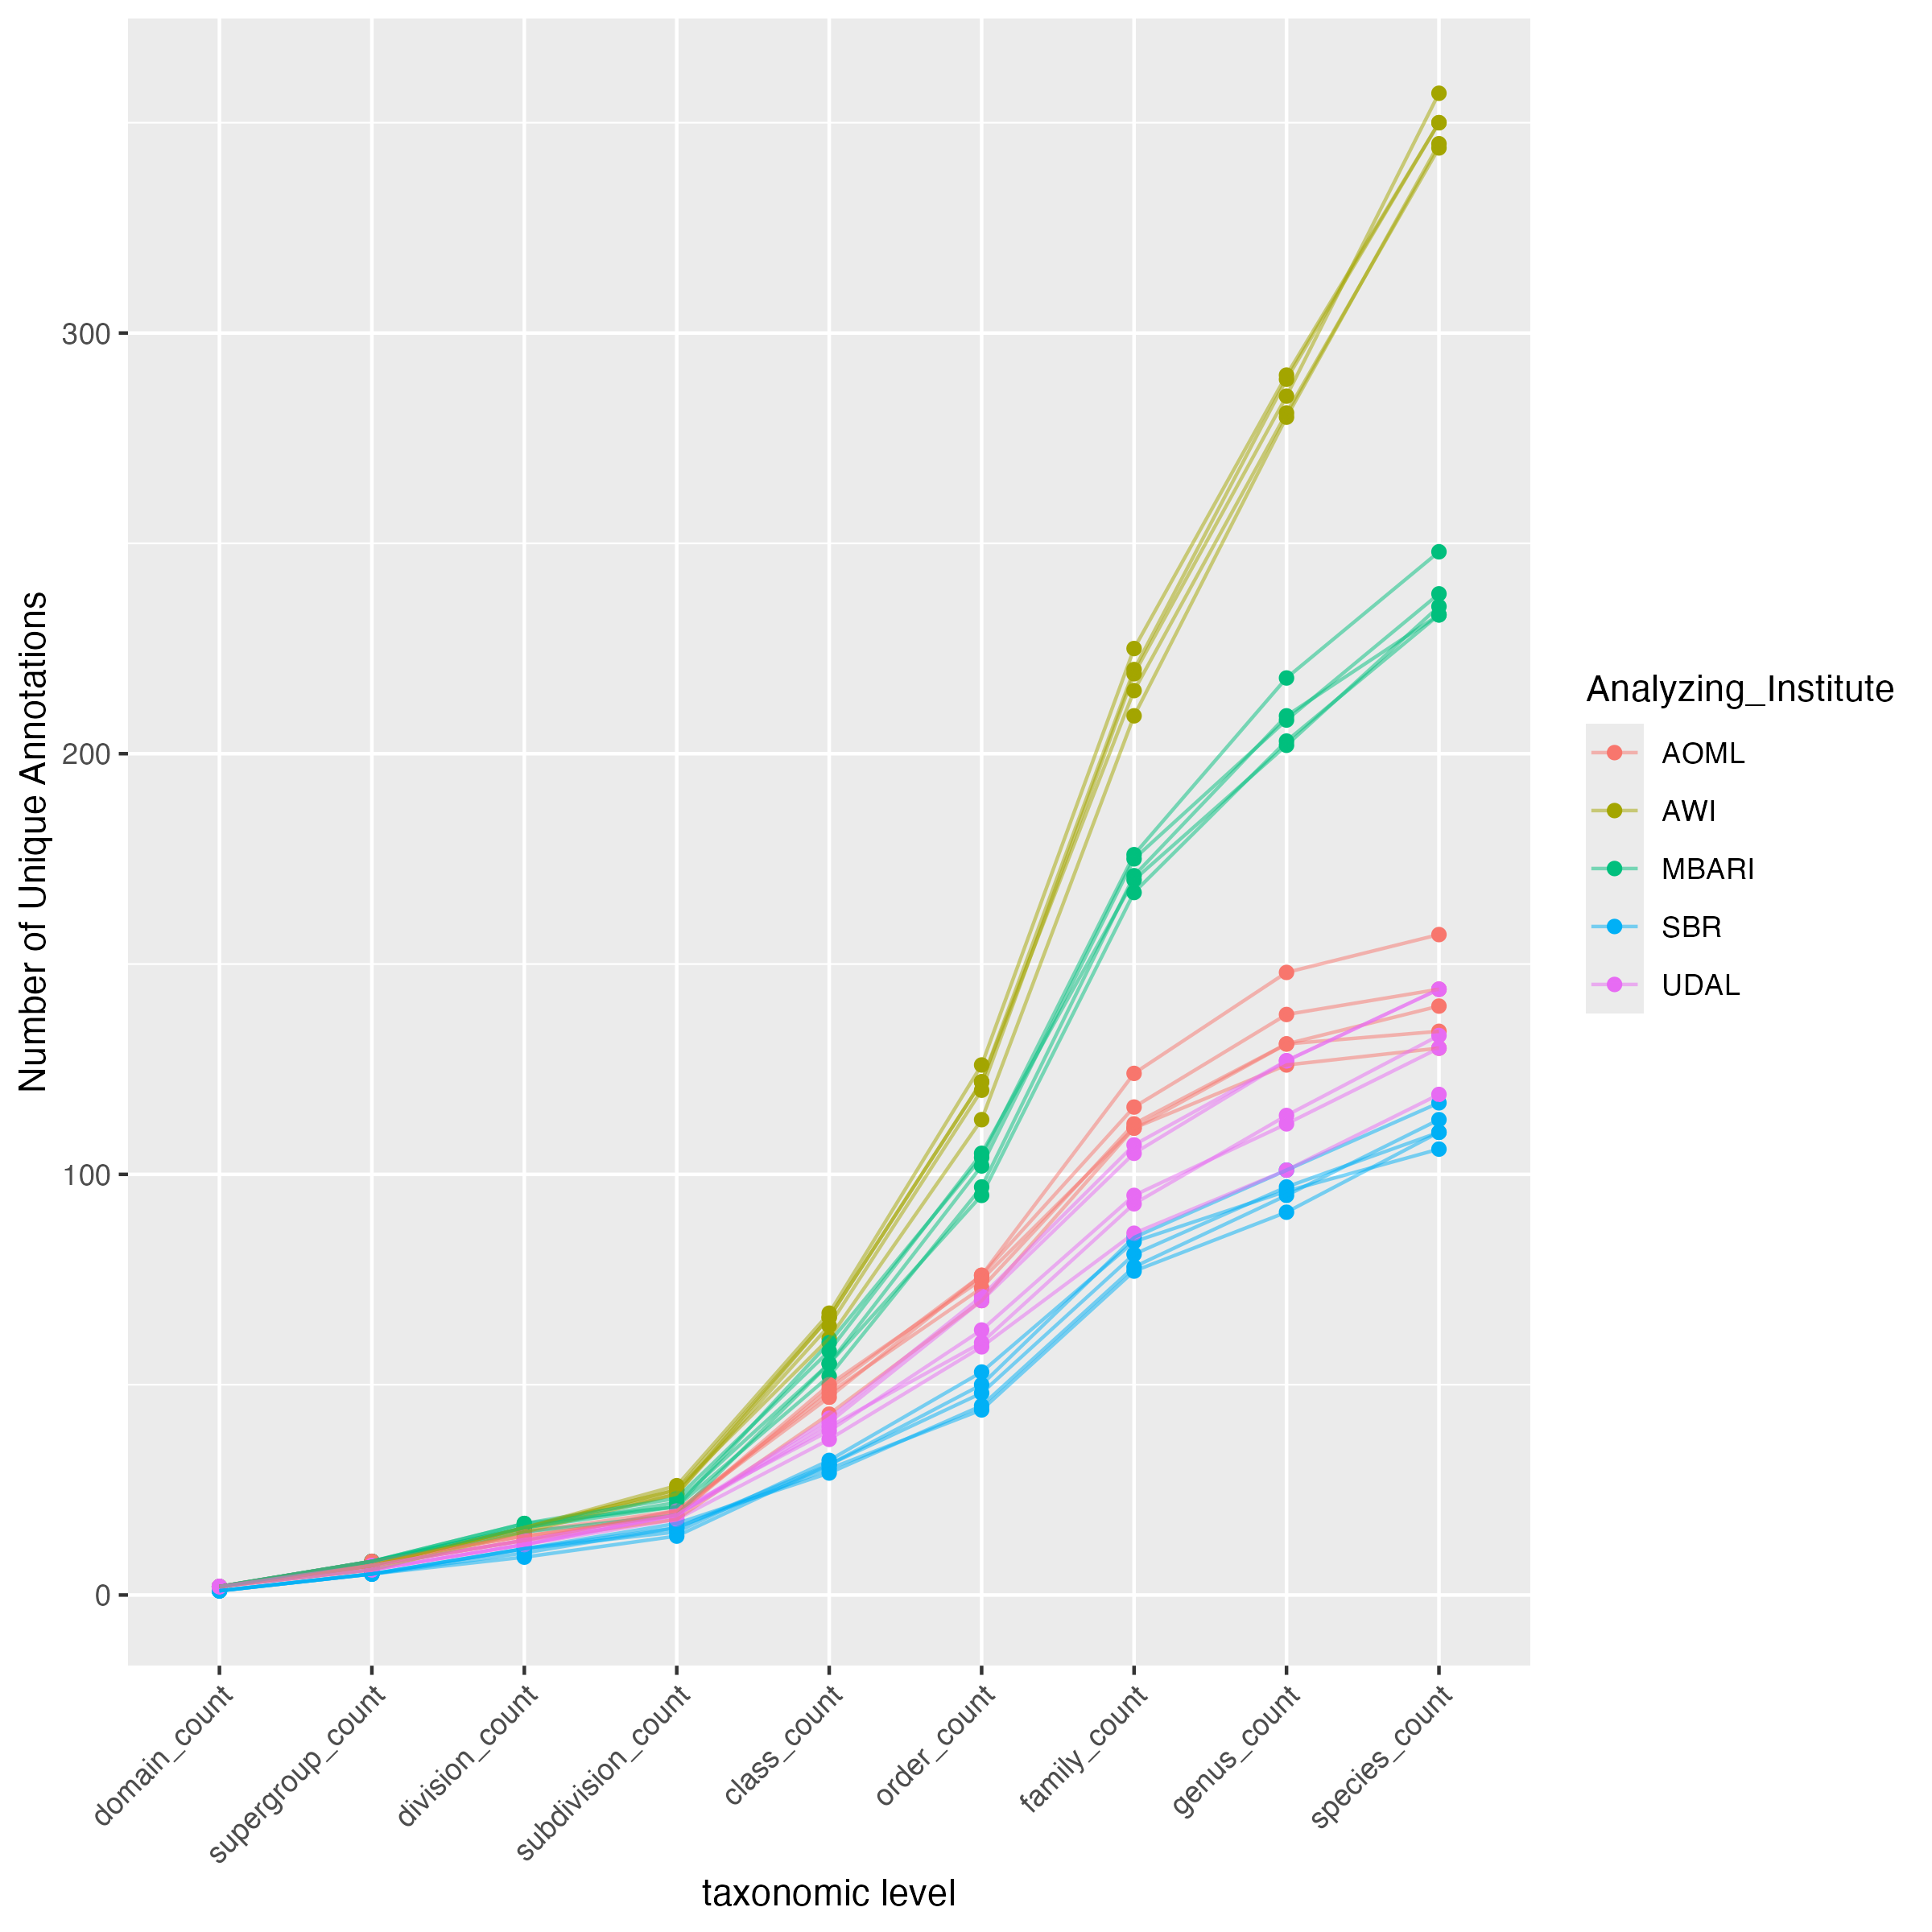 Number of Unique Annotations
300
200
100
0
domain_count
supergroup_count
division_count
subdivision_count
class_count
order_count
family_count
genus_count
species_count
taxonomic level
Analyzing_Institute
AOML
AWI
MBARI
SBR
UDAL